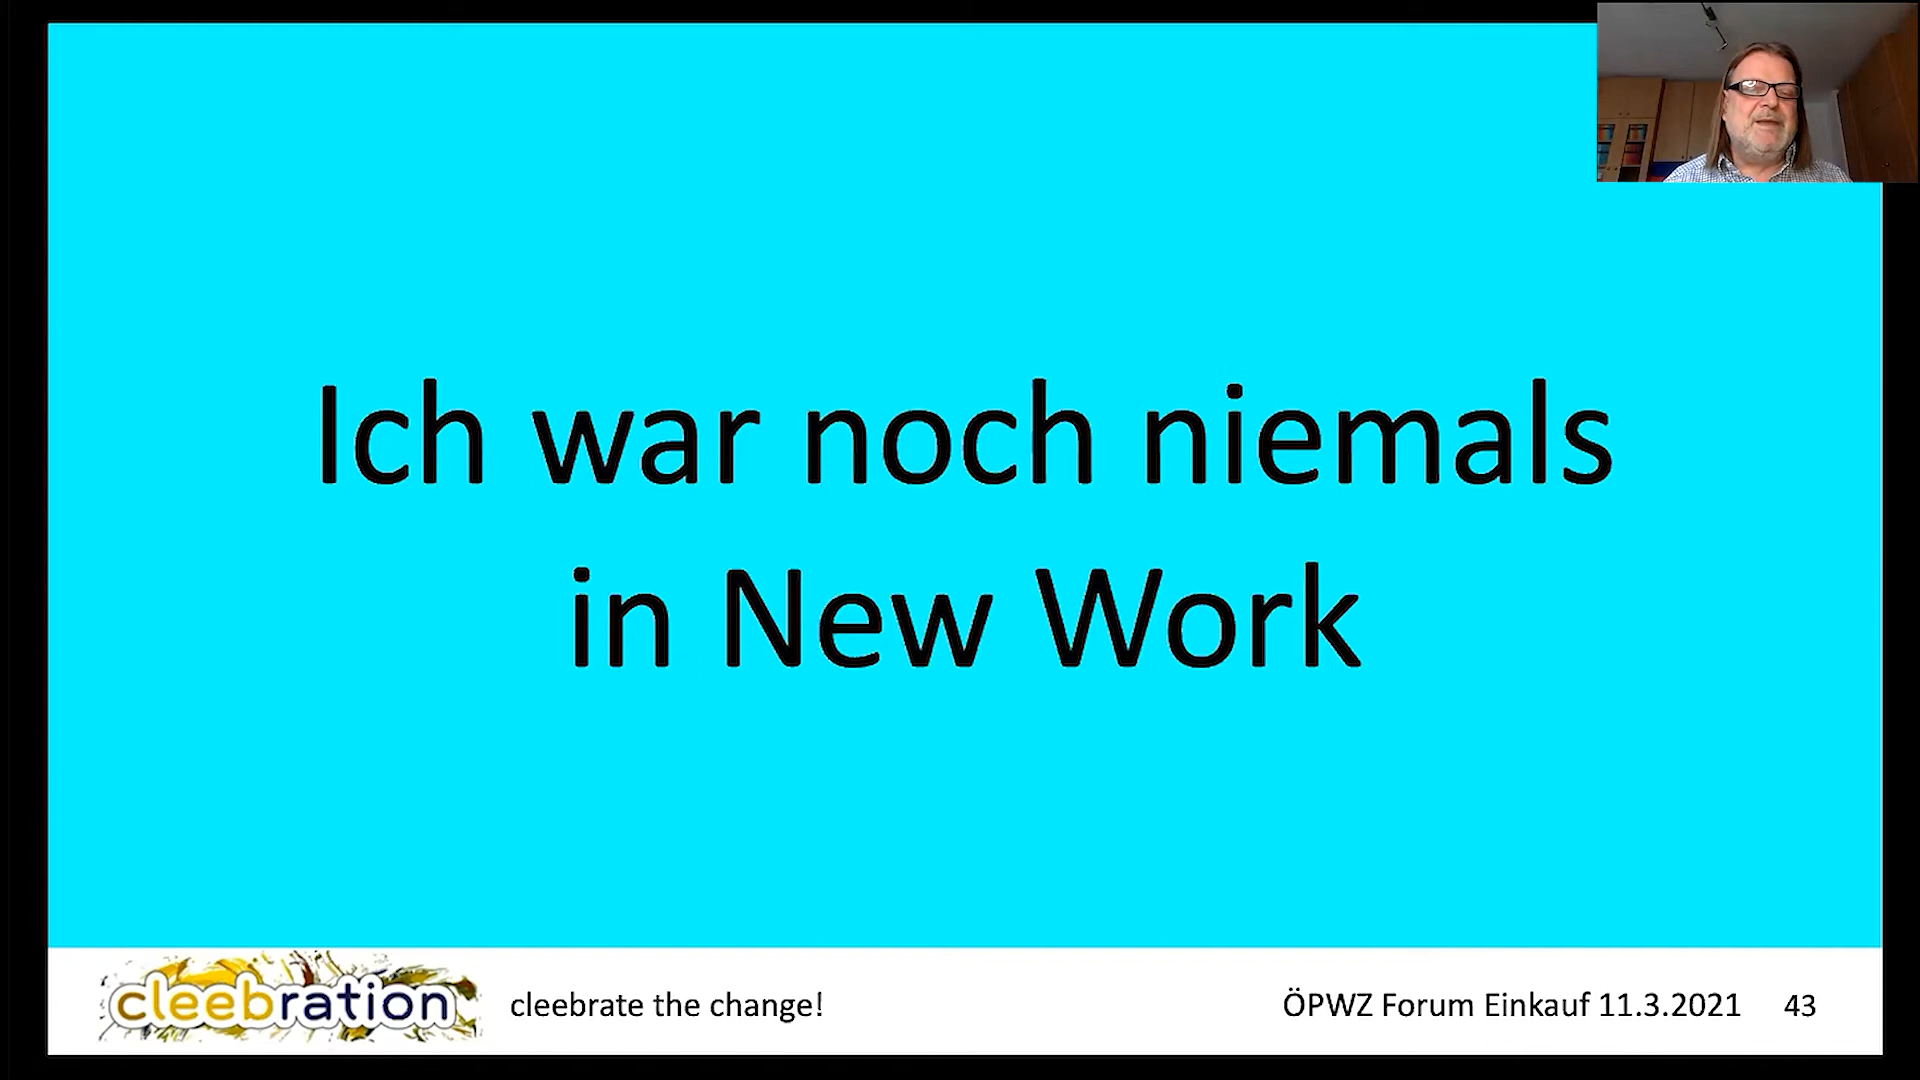 Ich war noch niemals
in New Work
cleebration
cleebrate the change!
ÖPWZ Forum Einkauf 11.3.2021
43